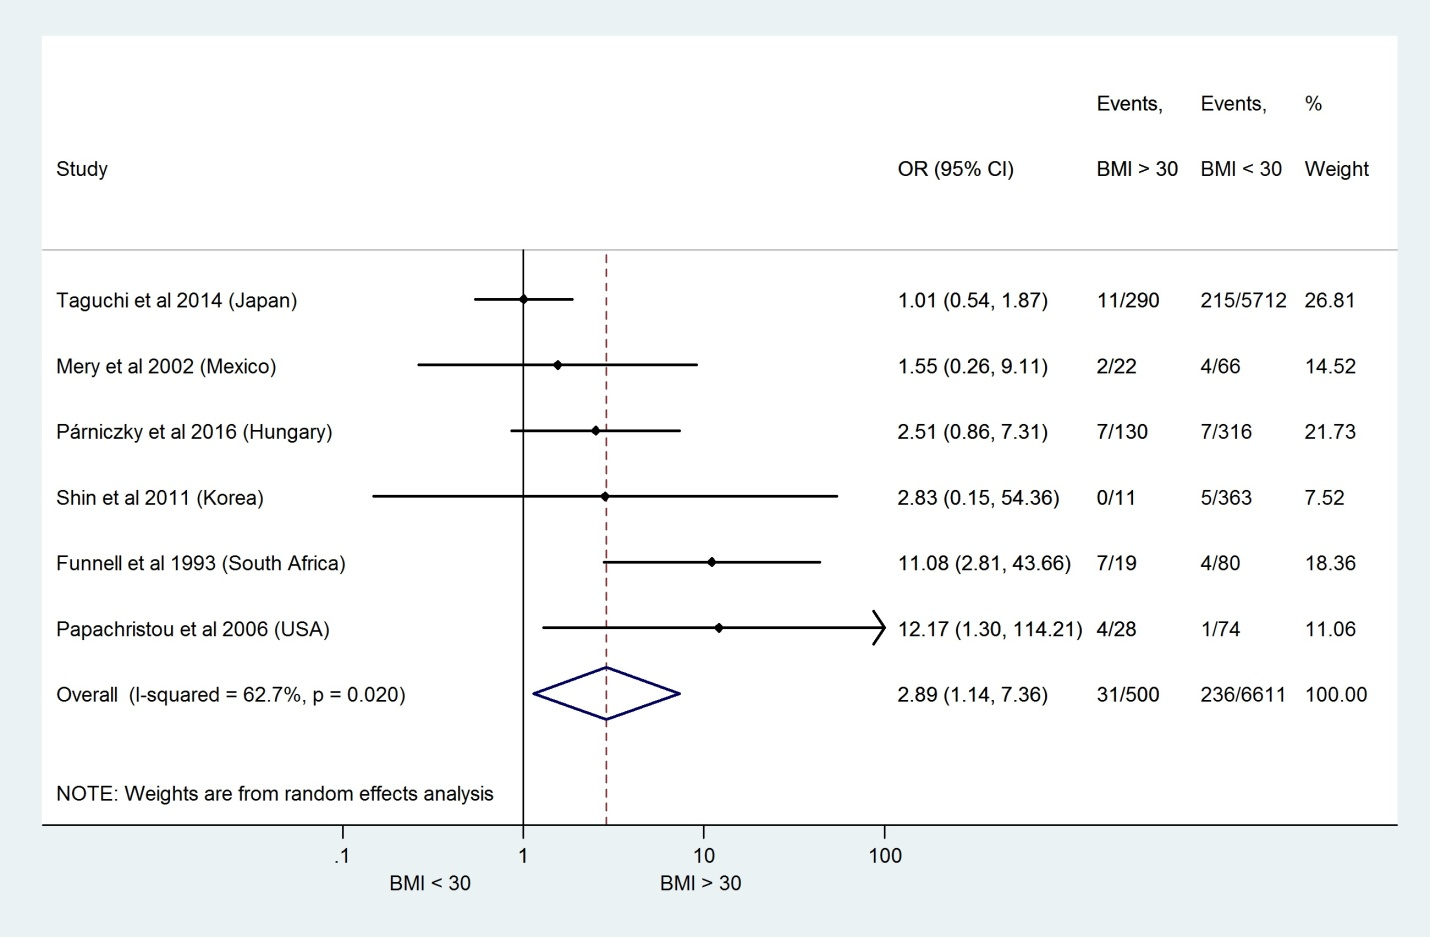 Events, Events, %
Study OR (95% CI) BMI > 30 BMI < 30 Weight
Taguchi et al 2014 (Japan) 1.01 (0.54, 1.87) 11/290 215/5712 26.81
Mery et al 2002 (Mexico) 1.55 (0.26, 9.11) 2/22 4/66 14.52
Párniczky et al 2016 (Hungary) 2.51 (0.86, 7.31) 7/130 7/316 21.73
Shin et al 2011 (Korea) 2.83 (0.15, 54.36) 0/11 5/363 7.52
Funnell et al 1993 (South Africa) 11.08 (2.81, 43.66) 7/19 4/80 18.36
Papachristou et al 2006 (USA) 12.17 (1.30, 114.21) 4/28 1/74 11.06
Overall (I-squared = 62.7%, p = 0.020) 2.89 (1.14, 7.36) 31/500 236/6611 100.00
NOTE: Weights are from random effects analysis
.1 1 10 100
BMI < 30 BMI > 30